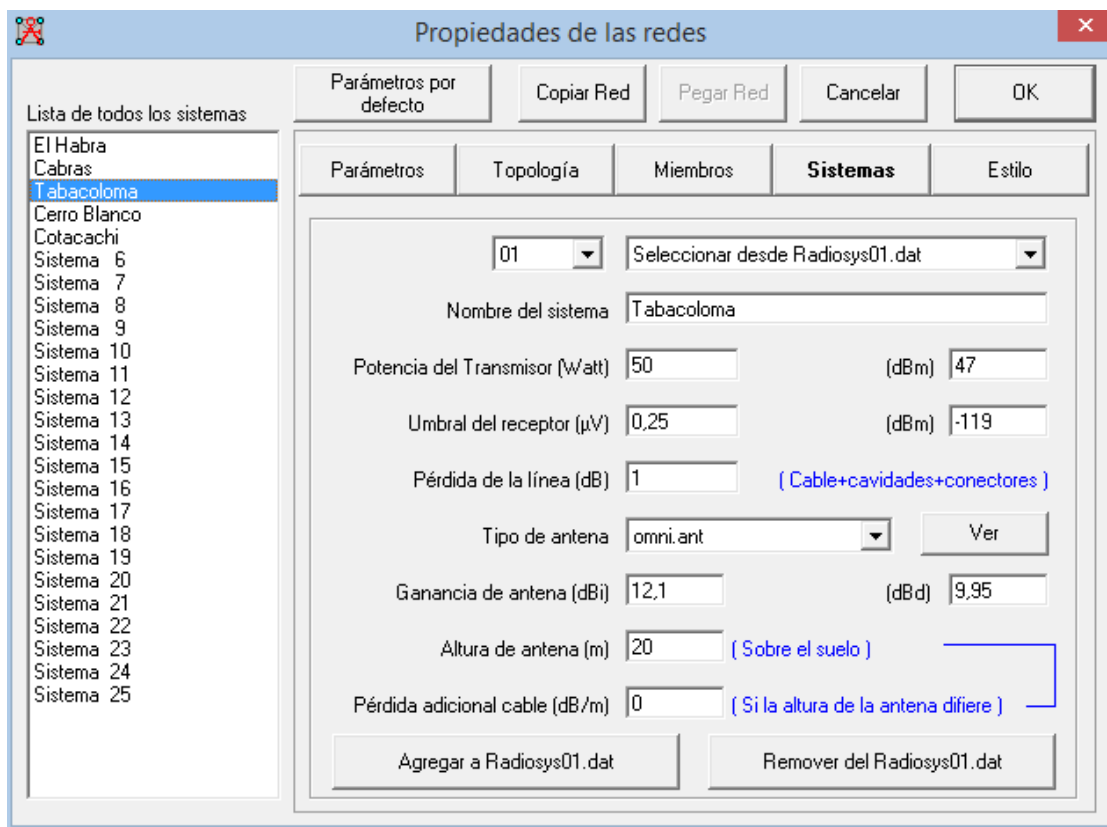 Propiedades de las redes
Lista de todos los sistemas
El Habra
Cabras
Tabacoloma
Cerro Blanco
Cotacachi
Sistema 6
Sistema 7
Sistema 8
Sistema 9
Sistema 10
Sistema 11
Sistema 12
Sistema 13
Sistema 14
Sistema 15
Sistema 16
Sistema 17
Sistema 18
Sistema 19
Sistema 20
Sistema 21
Sistema 22
Sistema 23
Sistema 24
Sistema 25
Parámetros por
defecto
Copiar Red
Pegar Red
Cancelar
OK
Parámetros
Topología
Miembros
Sistemas
Estilo
01 Seleccionar desde Radiosys01.dat
Nombre del sistema Tabacoloma
Potencia del Transmisor (Watt) 50 (dBm) 47
Umbral del receptor (µV) 0,25 (dBm) -119
Pérdida de la línea (dB) 1 ( Cable+cavidades+conectores )
Tipo de antena omni.ant Ver
Ganancia de antena (dBi) 12,1 (dBd) 9,95
Altura de antena (m) 20 ( Sobre el suelo )
Pérdida adicional cable (dB/m) 0 ( Si la altura de la antena difiere )
Agregar a Radiosys01.dat
Remover del Radiosys01.dat